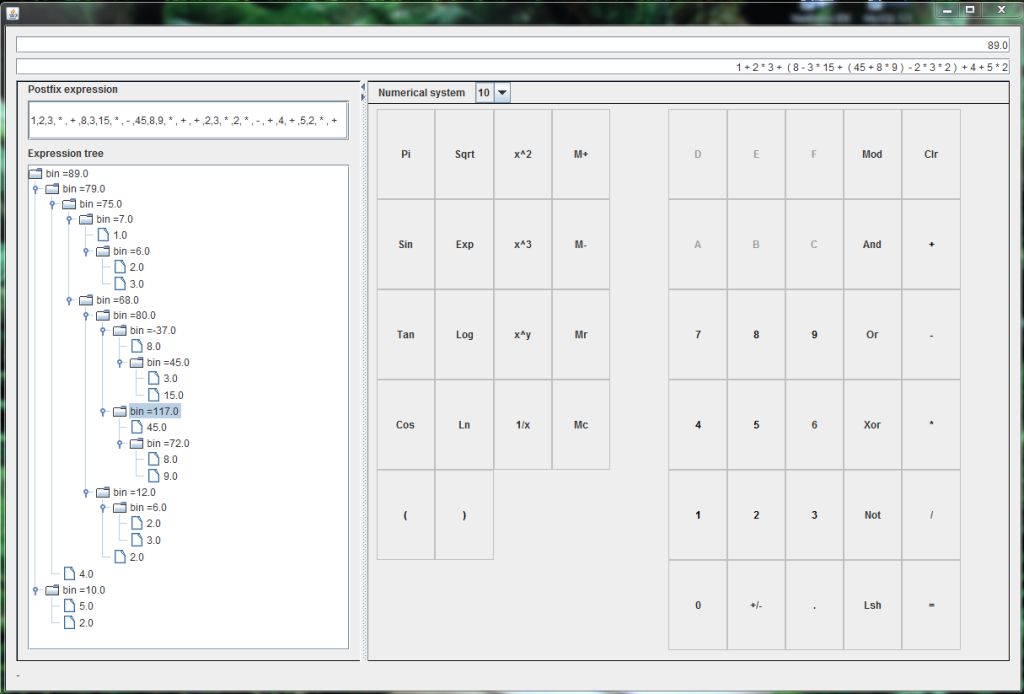 89.0
1 + 2 * 3 + ( 8 - 3 * 15 + ( 45 + 8 * 9 ) - 2 * 3 * 2 ) + 4 + 5 * 2
Postfix expression
1,2,3, * , + ,8,3,15, * , - ,45,8,9, * , + , + ,2,3, * ,2, * , - , + ,4, + ,5,2, * , +
Expression tree
bin =89.0
bin =79.0
bin =75.0
bin =7.0
1.0
bin =6.0
2.0
3.0
bin =68.0
bin =80.0
bin =-37.0
8.0
bin =45.0
3.0
15.0
bin =117.0
45.0
bin =72.0
8.0
9.0
bin =12.0
bin =6.0
2.0
3.0
2.0
4.0
bin =10.0
5.0
2.0
Numerical system 10
Pi Sqrt x^2 M+
Sin Exp x^3 M-
Tan Log x^y Mr
Cos Ln 1/x Mc
( )
D E F Mod Clr
A B C And +
7 8 9 Or -
4 5 6 Xor *
1 2 3 Not /
0 +/- . Lsh =
-